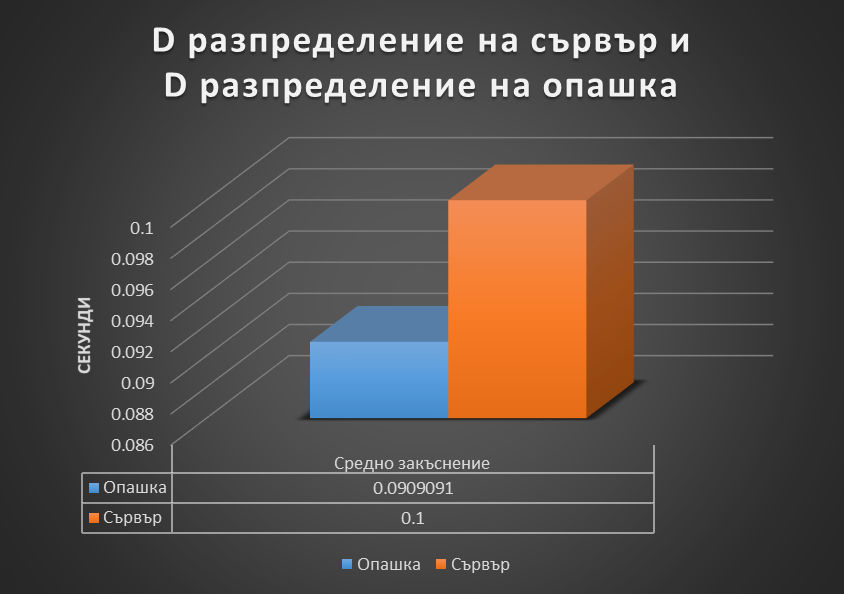 D разпределение на сървър и
D разпределение на опашка
0.1
0.098
0.096
0.094
0.092
0.09
0.088
0.086
СЕКУНДИ
Средно закъснение
Опашка 0.0909091
Сървър 0.1
Опашка Сървър